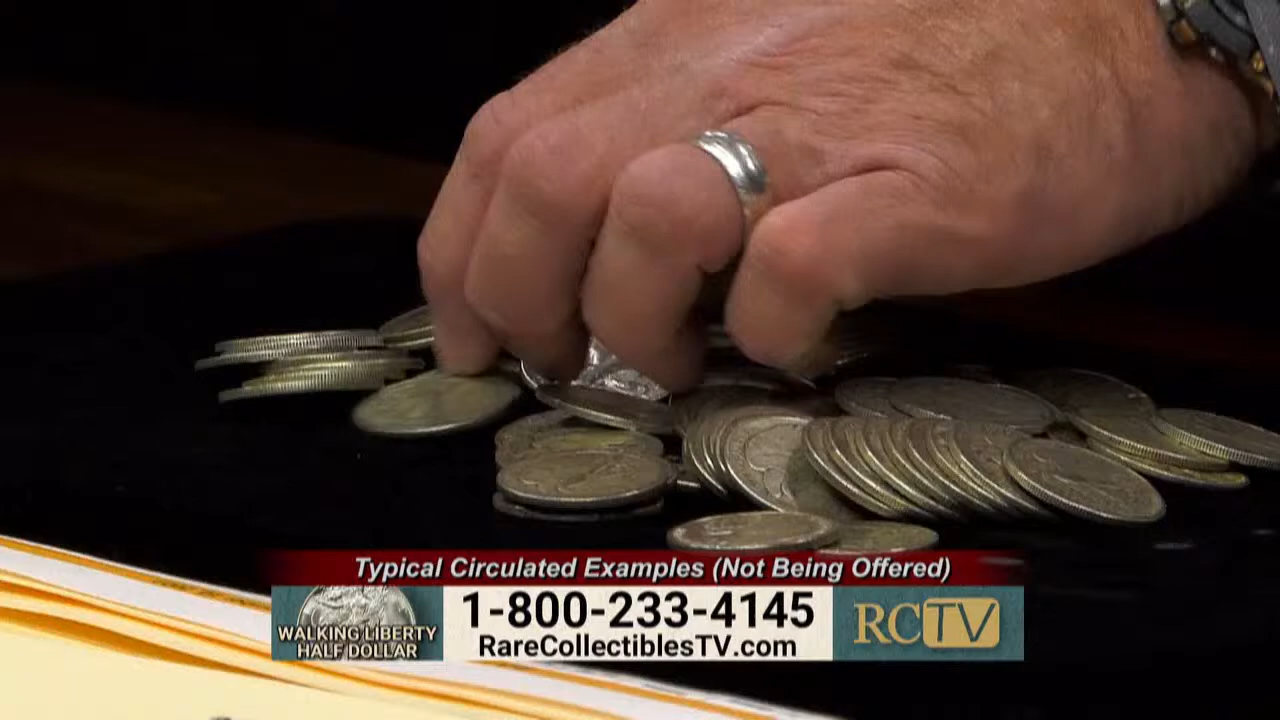 Typical Circulated Examples (Not Being Offered)
WALKING LIBERTY
HALF DOLLAR
1-800-233-4145
RareCollectiblesTV.com
RCTV